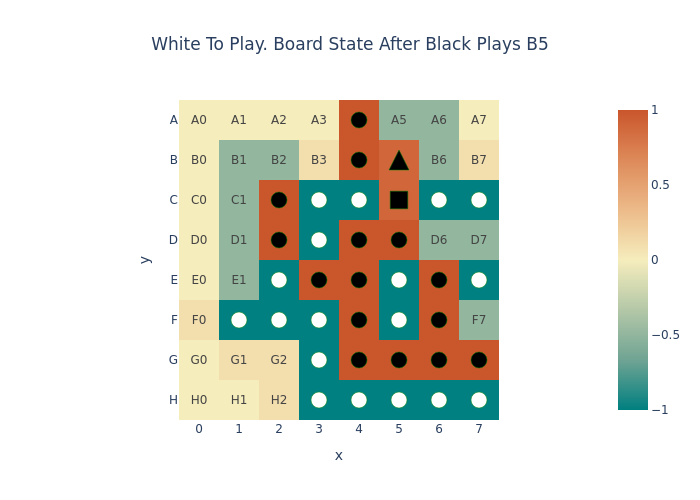 White To Play. Board State After Black Plays B5
A A0 A1 A2 A3 A5 A6 A7
B B0 B1 B2 B3 B6 B7
C C0 C1
D D0 D1 D6 D7
E E0 E1
F F0 F7
G G0 G1 G2
H H0 H1 H2
0 1 2 3 4 5 6 7
x
y
1
0.5
0
−0.5
−1